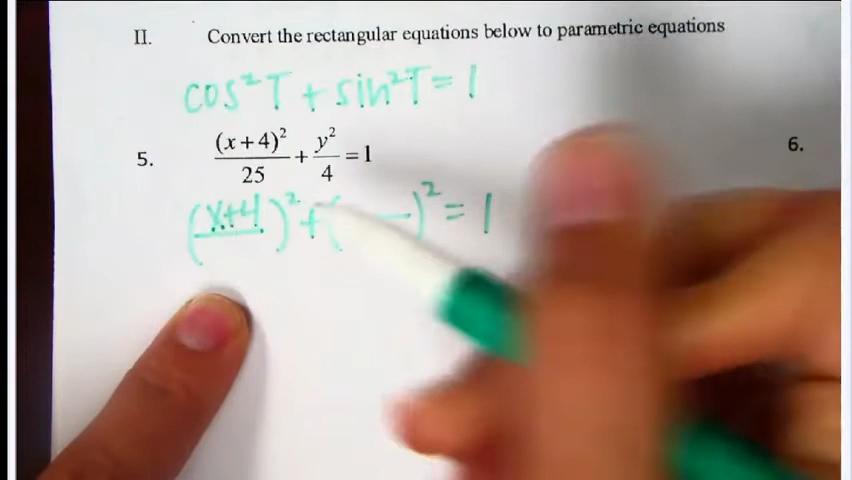 II. Convert the rectangular equations below to parametric equations
cos²T + sin²T = 1
5. (x+4)²/25 + y²/4 = 1
6.
(x+4/ )² + ( — )² = 1